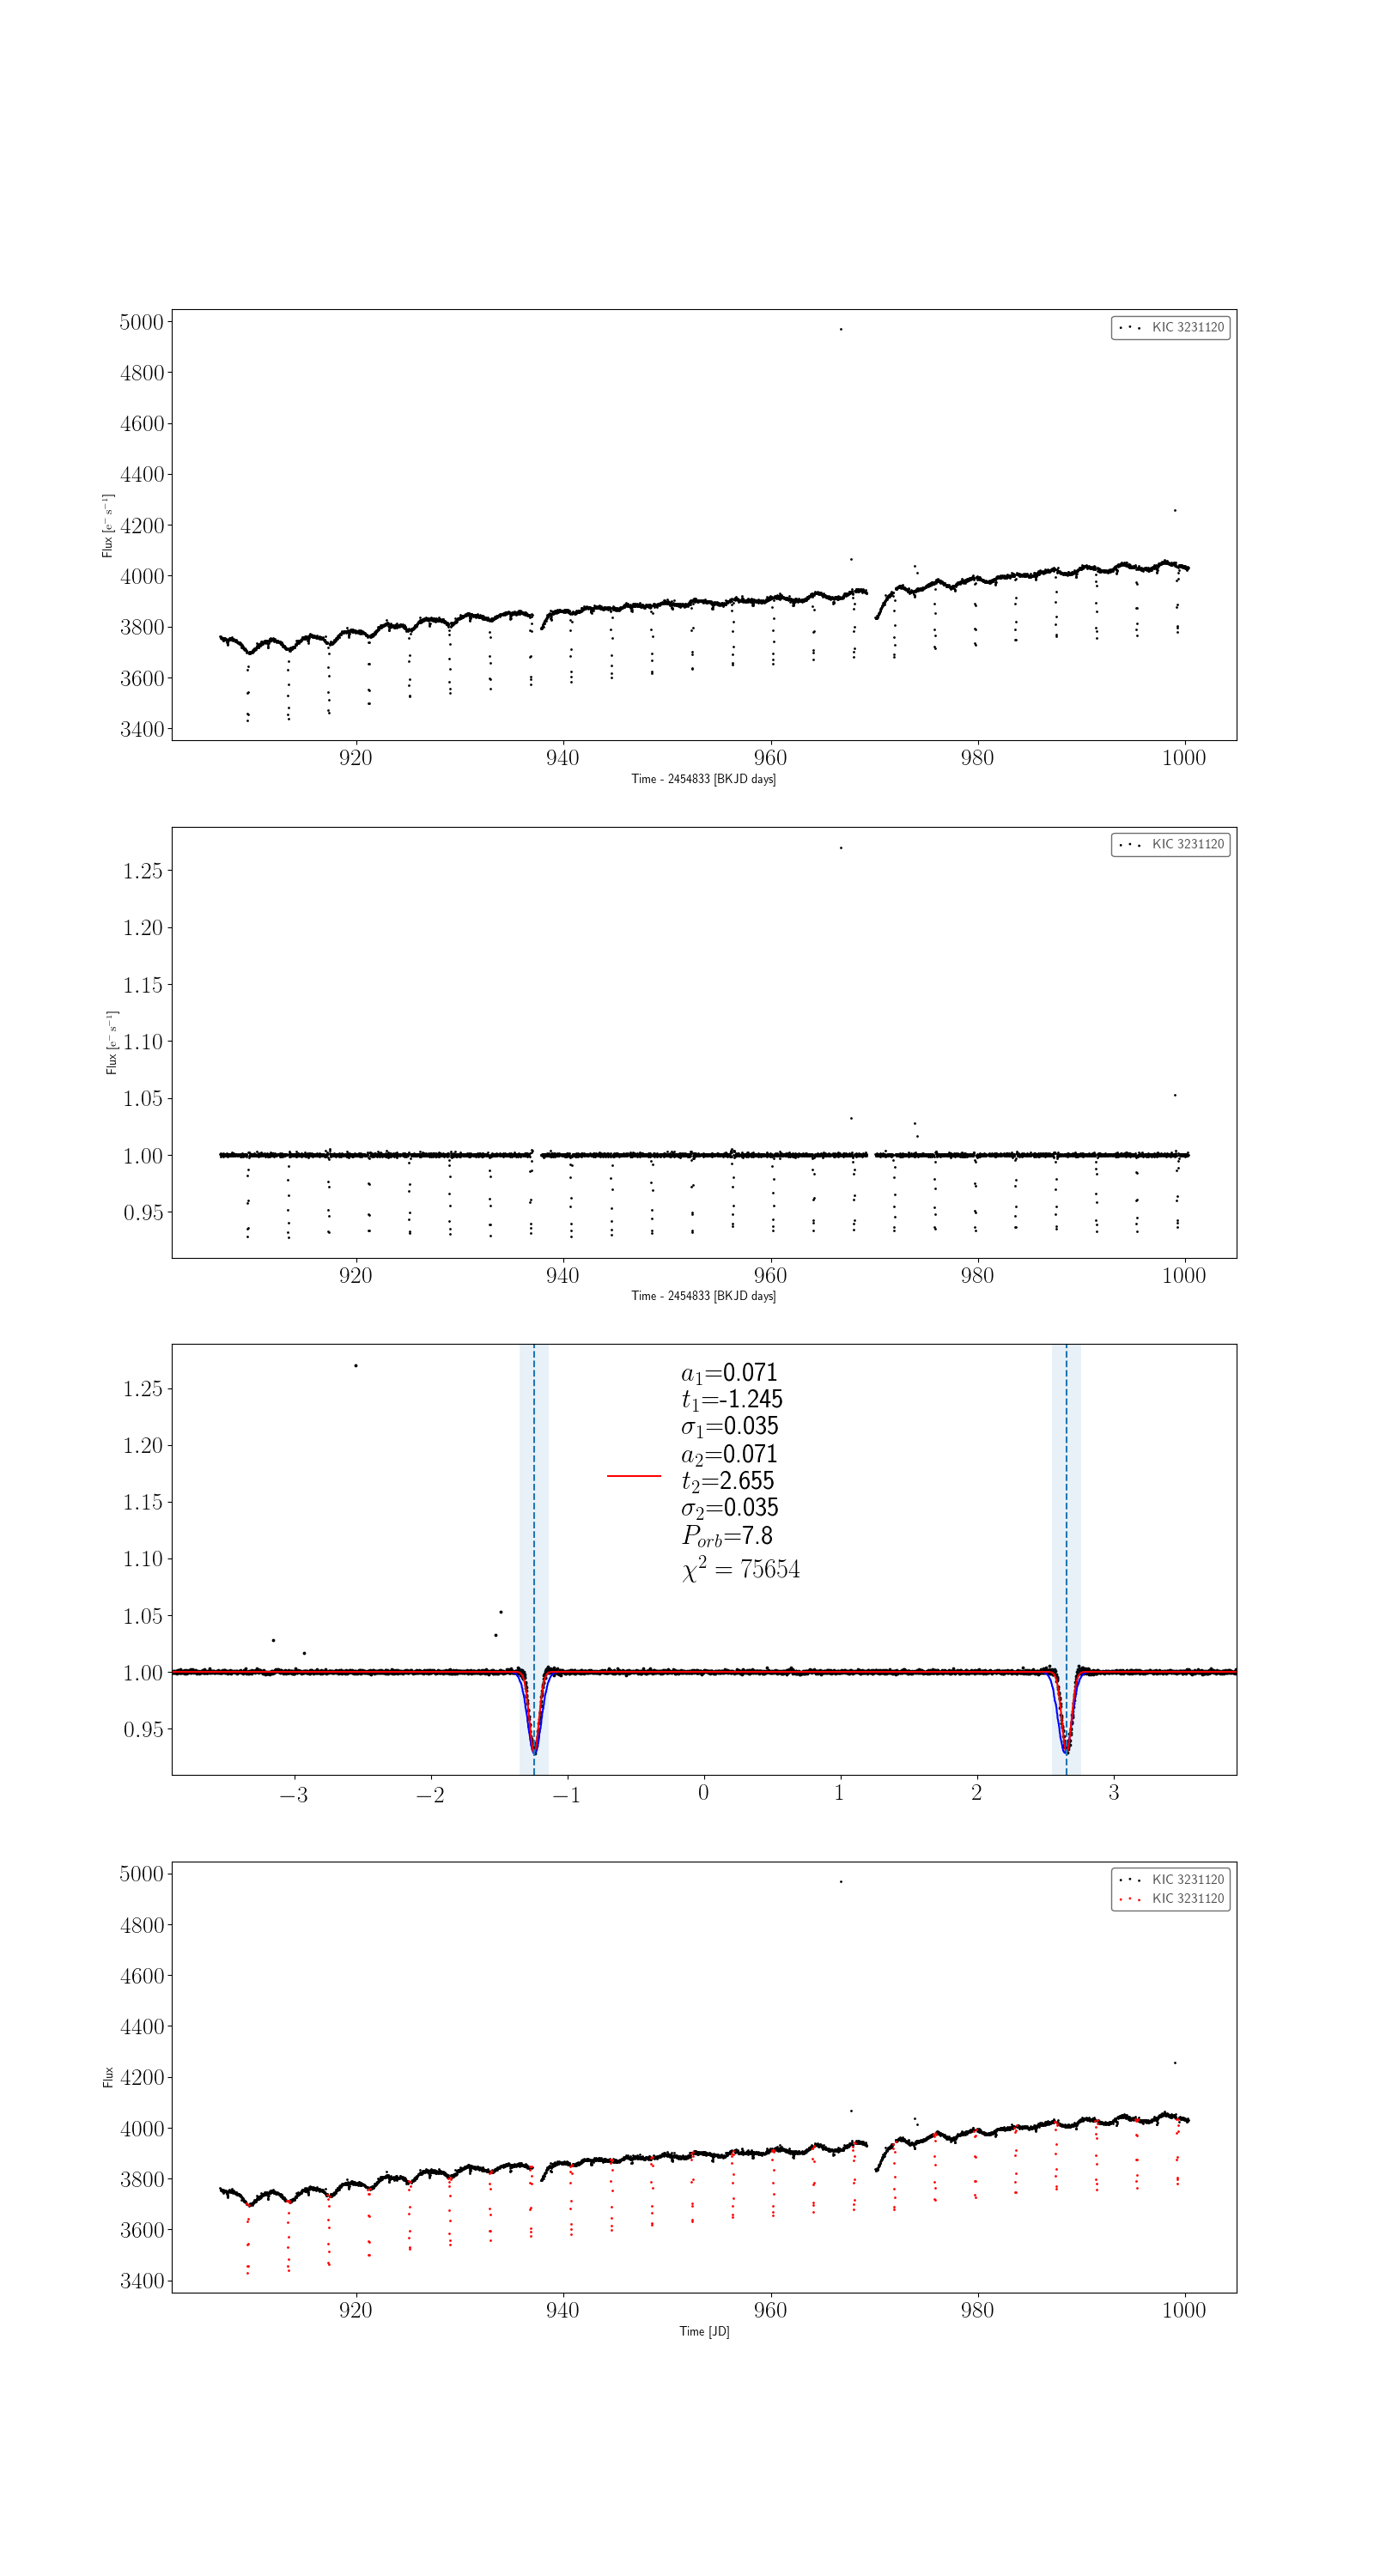 5000
4800
4600
4400
4200
4000
3800
3600
3400
Flux [e⁻ s⁻¹]
KIC 3231120
920 940 960 980 1000
Time - 2454833 [BKJD days]
1.25
1.20
1.15
1.10
1.05
1.00
0.95
Flux [e⁻ s⁻¹]
KIC 3231120
920 940 960 980 1000
Time - 2454833 [BKJD days]
1.25
1.20
1.15
1.10
1.05
1.00
0.95
a₁=0.071
t₁=-1.245
σ₁=0.035
a₂=0.071
t₂=2.655
σ₂=0.035
P_orb=7.8
χ² = 75654
−3 −2 −1 0 1 2 3
5000
4800
4600
4400
4200
4000
3800
3600
3400
Flux
KIC 3231120
KIC 3231120
920 940 960 980 1000
Time [JD]